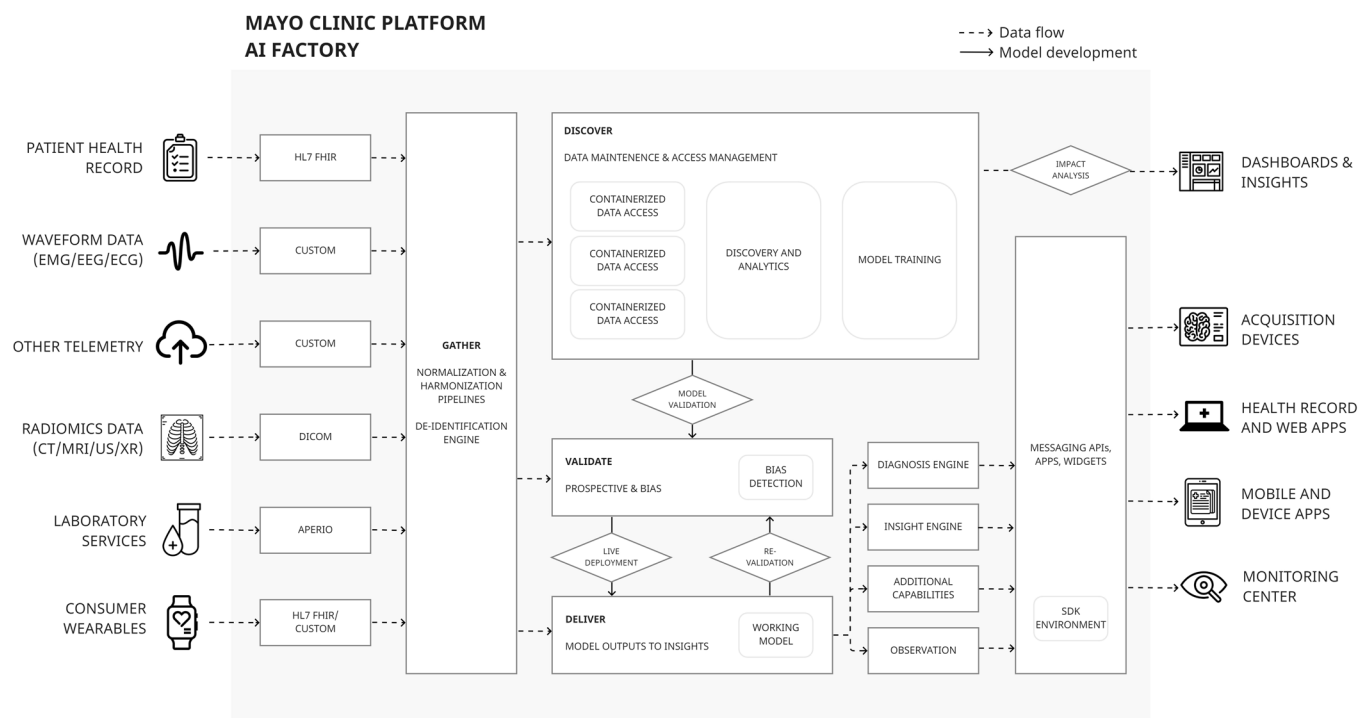 MAYO CLINIC PLATFORM
AI FACTORY
Data flow
Model development
PATIENT HEALTH
RECORD
WAVEFORM DATA
(EMG/EEG/ECG)
OTHER TELEMETRY
RADIOMICS DATA
(CT/MRI/US/XR)
LABORATORY
SERVICES
CONSUMER
WEARABLES
HL7 FHIR
CUSTOM
CUSTOM
DICOM
APERIO
HL7 FHIR/
CUSTOM
GATHER
NORMALIZATION &
HARMONIZATION
PIPELINES
DE-IDENTIFICATION
ENGINE
DISCOVER
DATA MAINTENENCE & ACCESS MANAGEMENT
CONTAINERIZED
DATA ACCESS
CONTAINERIZED
DATA ACCESS
CONTAINERIZED
DATA ACCESS
DISCOVERY AND
ANALYTICS
MODEL TRAINING
MODEL
VALIDATION
VALIDATE
PROSPECTIVE & BIAS
BIAS
DETECTION
LIVE
DEPLOYMENT
RE-
VALIDATION
DELIVER
MODEL OUTPUTS TO INSIGHTS
WORKING
MODEL
DIAGNOSIS ENGINE
INSIGHT ENGINE
ADDITIONAL
CAPABILITIES
OBSERVATION
IMPACT
ANALYSIS
MESSAGING APIs,
APPS, WIDGETS
SDK
ENVIRONMENT
DASHBOARDS &
INSIGHTS
ACQUISITION
DEVICES
HEALTH RECORD
AND WEB APPS
MOBILE AND
DEVICE APPS
MONITORING
CENTER